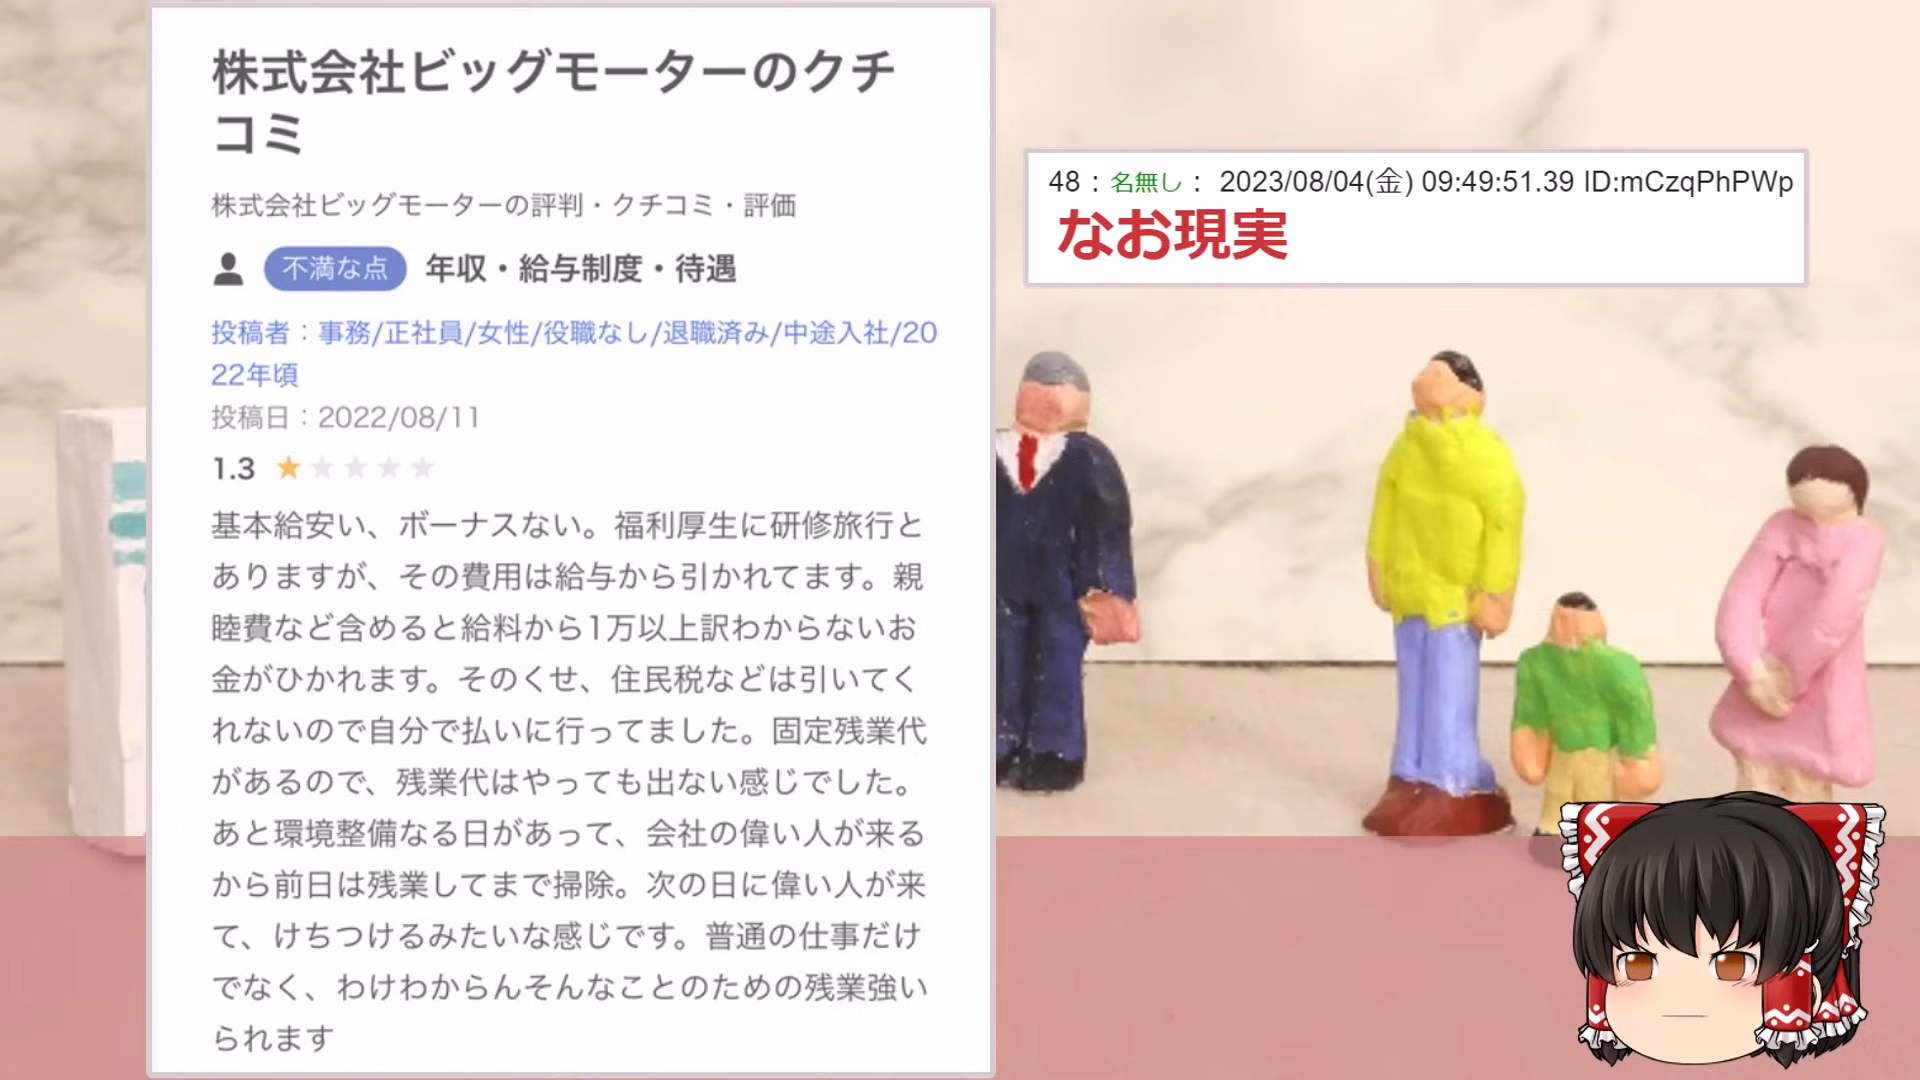 株式会社ビッグモーターのクチ
コミ
株式会社ビッグモーターの評判・クチコミ・評価
不満な点 年収・給与制度・待遇
投稿者：事務/正社員/女性/役職なし/退職済み/中途入社/20
22年頃
投稿日：2022/08/11
1.3
基本給安い、ボーナスない。福利厚生に研修旅行と
ありますが、その費用は給与から引かれてます。親
睦費など含めると給料から1万以上訳わからないお
金がひかれます。そのくせ、住民税などは引いてく
れないので自分で払いに行ってました。固定残業代
があるので、残業代はやっても出ない感じでした。
あと環境整備なる日があって、会社の偉い人が来る
から前日は残業してまで掃除。次の日に偉い人が来
て、けちつけるみたいな感じです。普通の仕事だけ
でなく、わけわからんそんなことのための残業強い
られます
48：名無し： 2023/08/04(金) 09:49:51.39 ID:mCzqPhPWp
なお現実